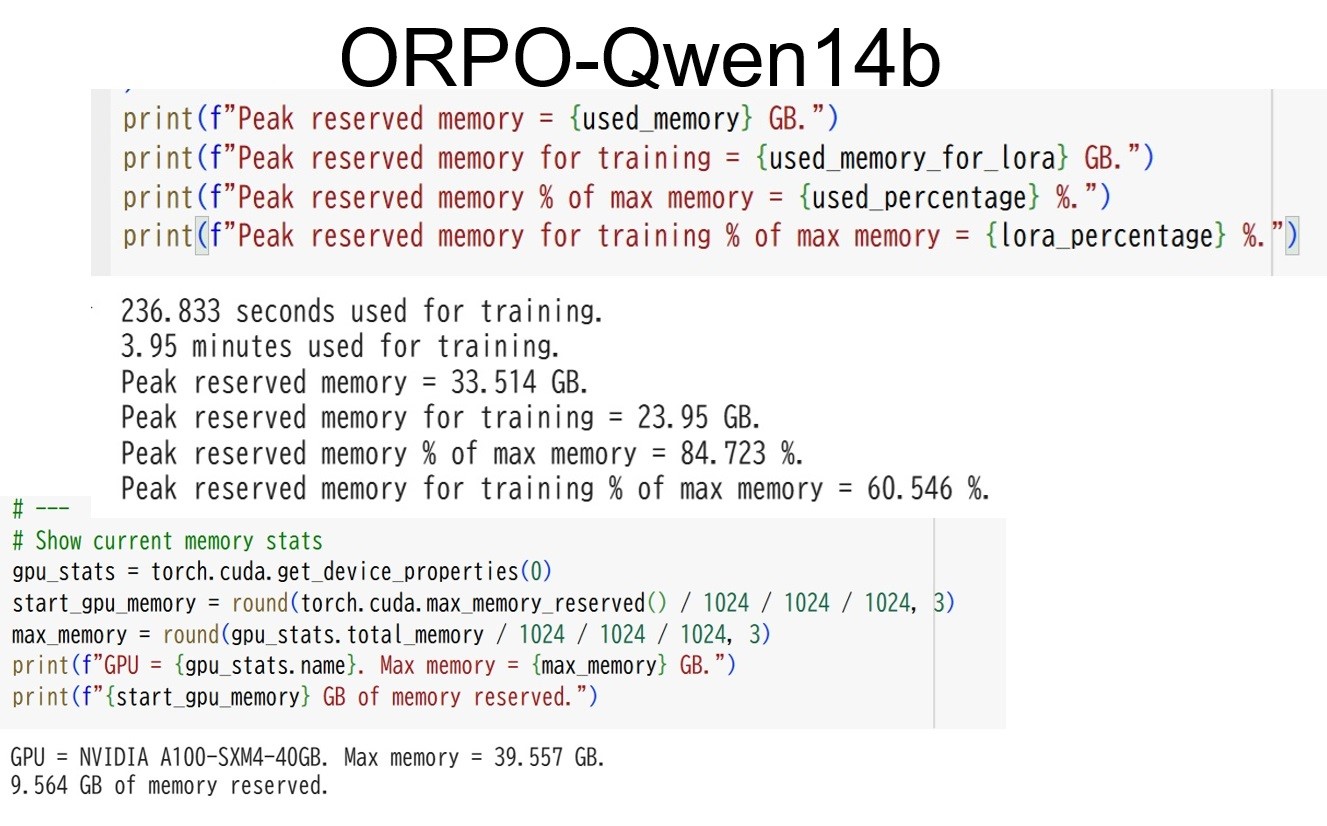 ORPO-Qwen14b
print(f"Peak reserved memory = {used_memory} GB.")
print(f"Peak reserved memory for training = {used_memory_for_lora} GB.")
print(f"Peak reserved memory % of max memory = {used_percentage} %.")
print(f"Peak reserved memory for training % of max memory = {lora_percentage} %.")
236.833 seconds used for training.
3.95 minutes used for training.
Peak reserved memory = 33.514 GB.
Peak reserved memory for training = 23.95 GB.
Peak reserved memory % of max memory = 84.723 %.
Peak reserved memory for training % of max memory = 60.546 %.
# ---
# Show current memory stats
gpu_stats = torch.cuda.get_device_properties(0)
start_gpu_memory = round(torch.cuda.max_memory_reserved() / 1024 / 1024 / 1024, 3)
max_memory = round(gpu_stats.total_memory / 1024 / 1024 / 1024, 3)
print(f"GPU = {gpu_stats.name}. Max memory = {max_memory} GB.")
print(f"{start_gpu_memory} GB of memory reserved.")
GPU = NVIDIA A100-SXM4-40GB. Max memory = 39.557 GB.
9.564 GB of memory reserved.